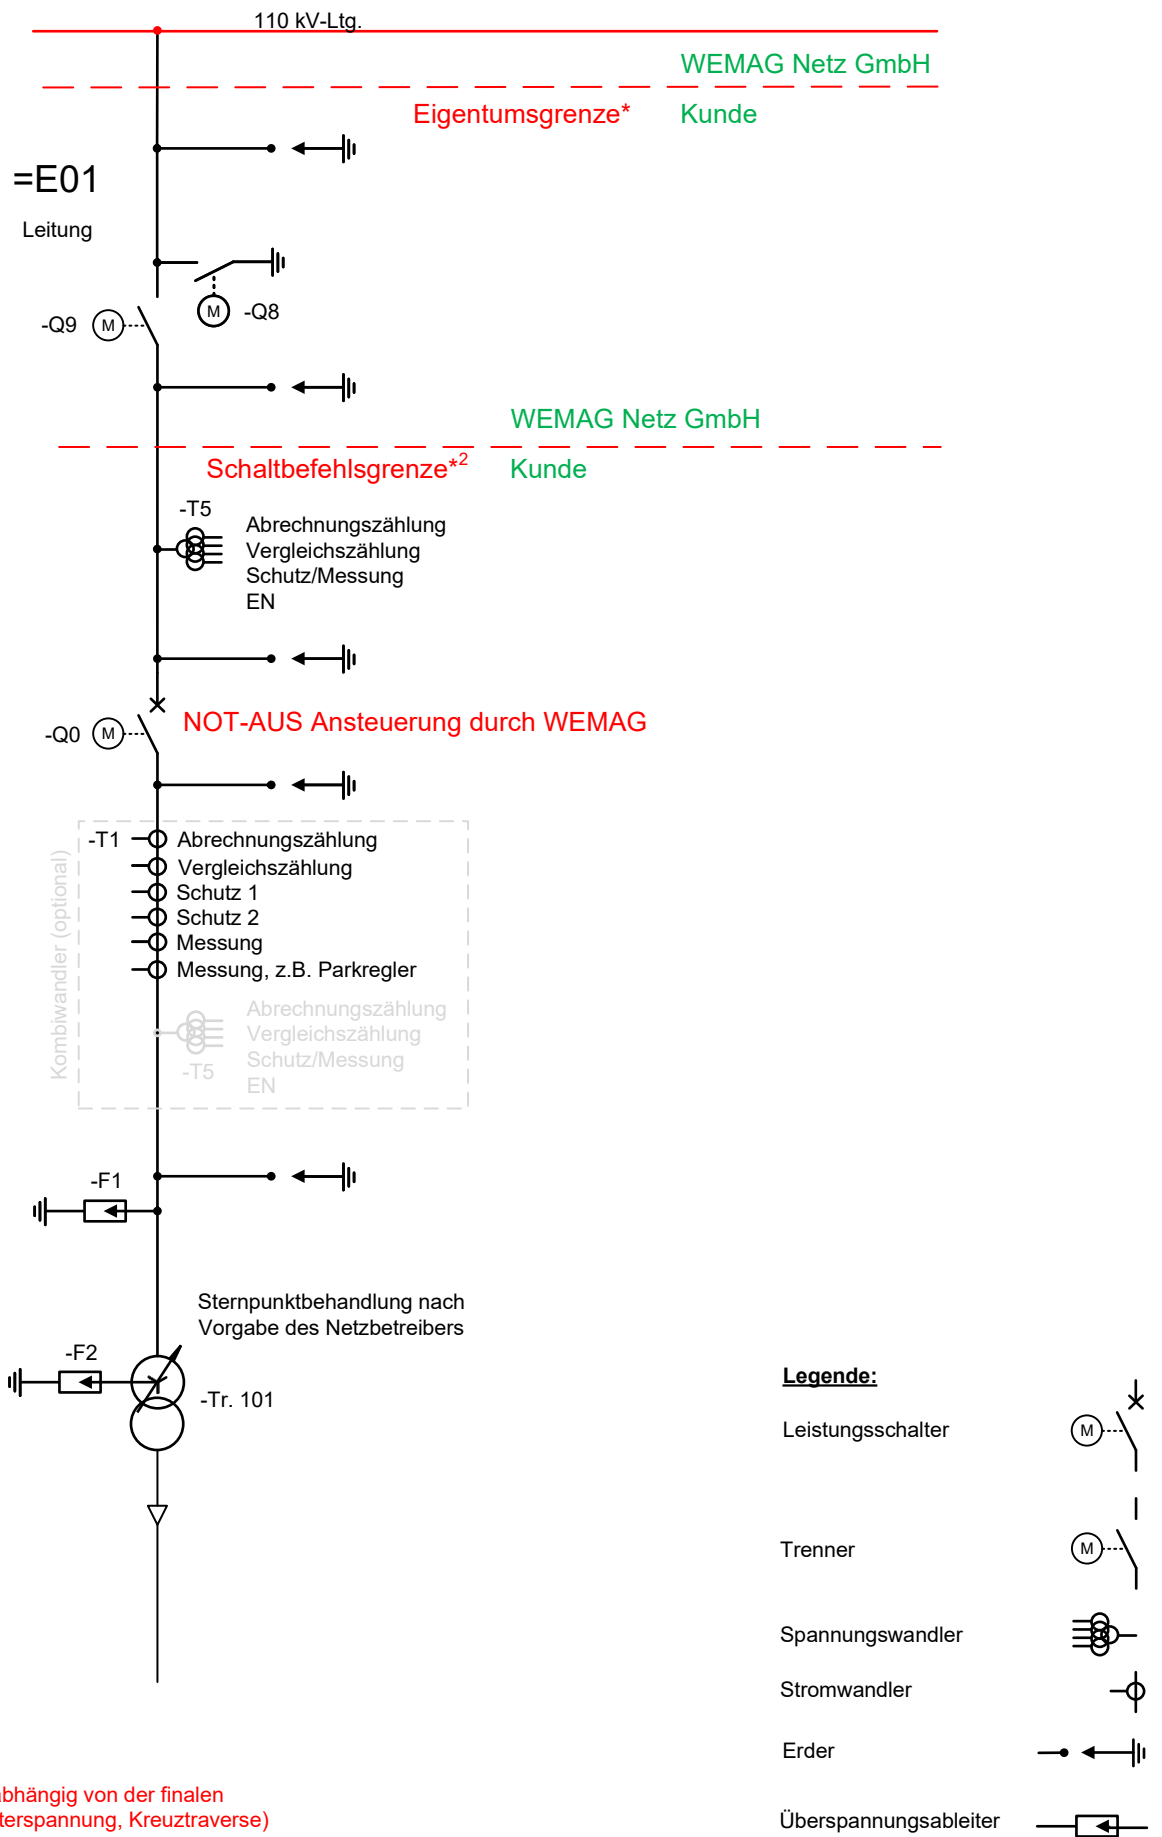 110 kV-Ltg.
WEMAG Netz GmbH
Eigentumsgrenze*
Kunde
=E01
Leitung
M
-Q8
-Q9
M
WEMAG Netz GmbH
Schaltbefehlsgrenze*2
Kunde
-T5
Abrechnungszählung
Vergleichszählung
Schutz/Messung
EN
NOT-AUS Ansteuerung durch WEMAG
-Q0
M
Kombiwandler (optional)
-T1
Abrechnungszählung
Vergleichszählung
Schutz 1
Schutz 2
Messung
Messung, z.B. Parkregler
Abrechnungszählung
Vergleichszählung
Schutz/Messung
EN
-T5
-F1
Sternpunktbehandlung nach
Vorgabe des Netzbetreibers
-F2
-Tr. 101
Legende:
Leistungsschalter
M
Trenner
M
Spannungswandler
Stromwandler
Erder
Überspannungsableiter
abhängig von der finalen
terspannung, Kreuztraverse)